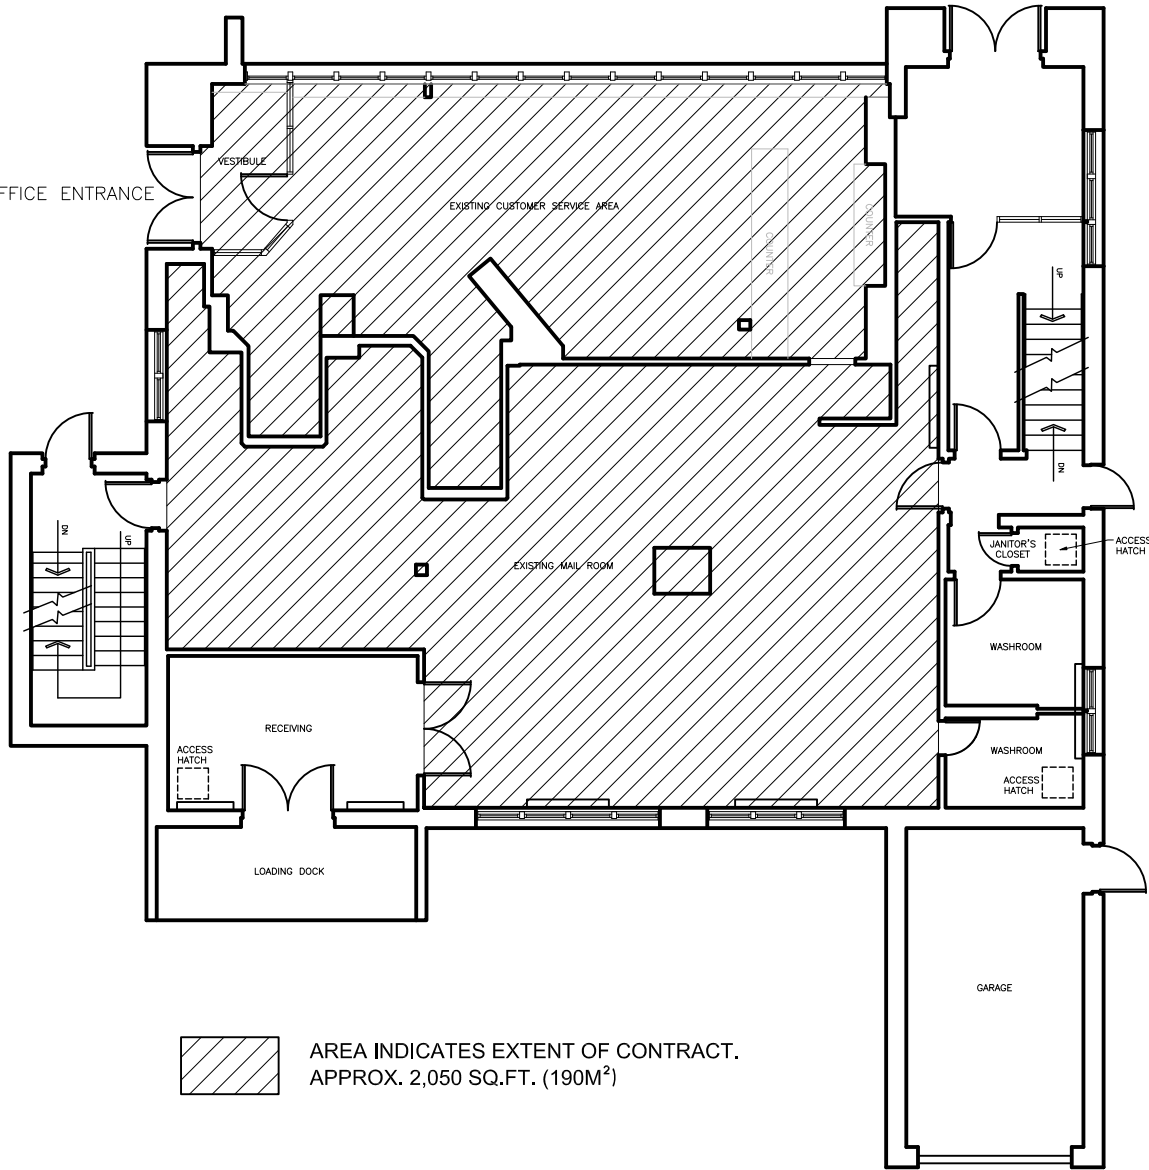 VESTIBULE
FFICE ENTRANCE
EXISTING CUSTOMER SERVICE AREA
COUNTER
COUNTER
UP
DN
DN
UP
JANITOR'S
CLOSET
ACCESS
HATCH
EXISTING MAIL ROOM
WASHROOM
RECEIVING
ACCESS
HATCH
WASHROOM
ACCESS
HATCH
LOADING DOCK
GARAGE
AREA INDICATES EXTENT OF CONTRACT.
APPROX. 2,050 SQ.FT. (190M²)